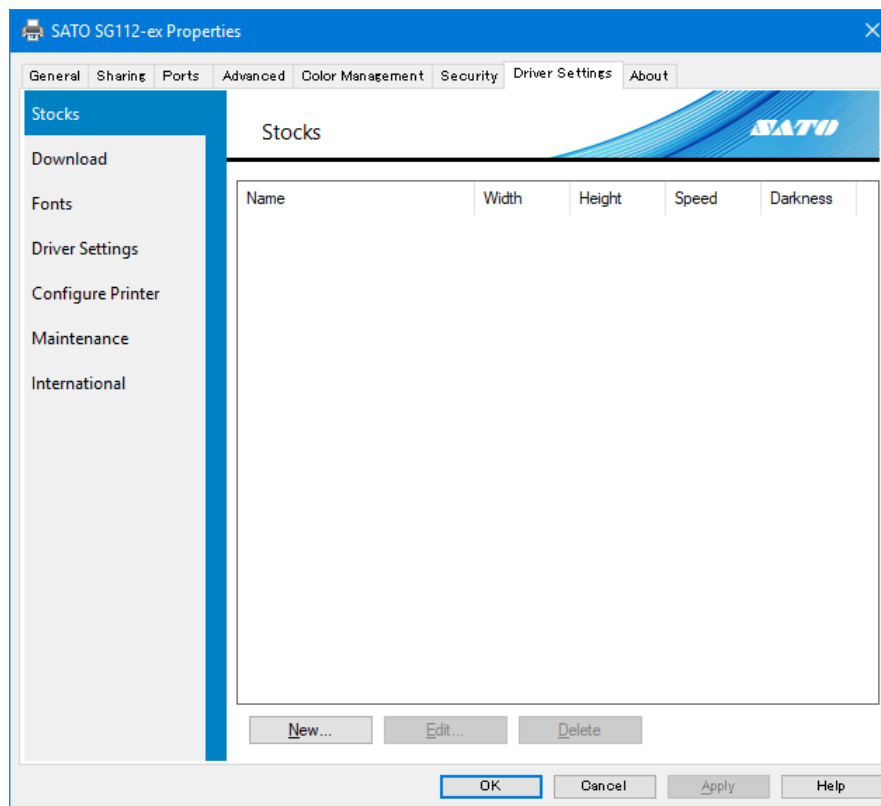 SATO SG112-ex Properties
General Sharing Ports Advanced Color Management Security Driver Settings About
Stocks
Stocks
SATO
Download
Fonts
Driver Settings
Configure Printer
Maintenance
International
Name Width Height Speed Darkness
New... Edit... Delete
OK Cancel Apply Help